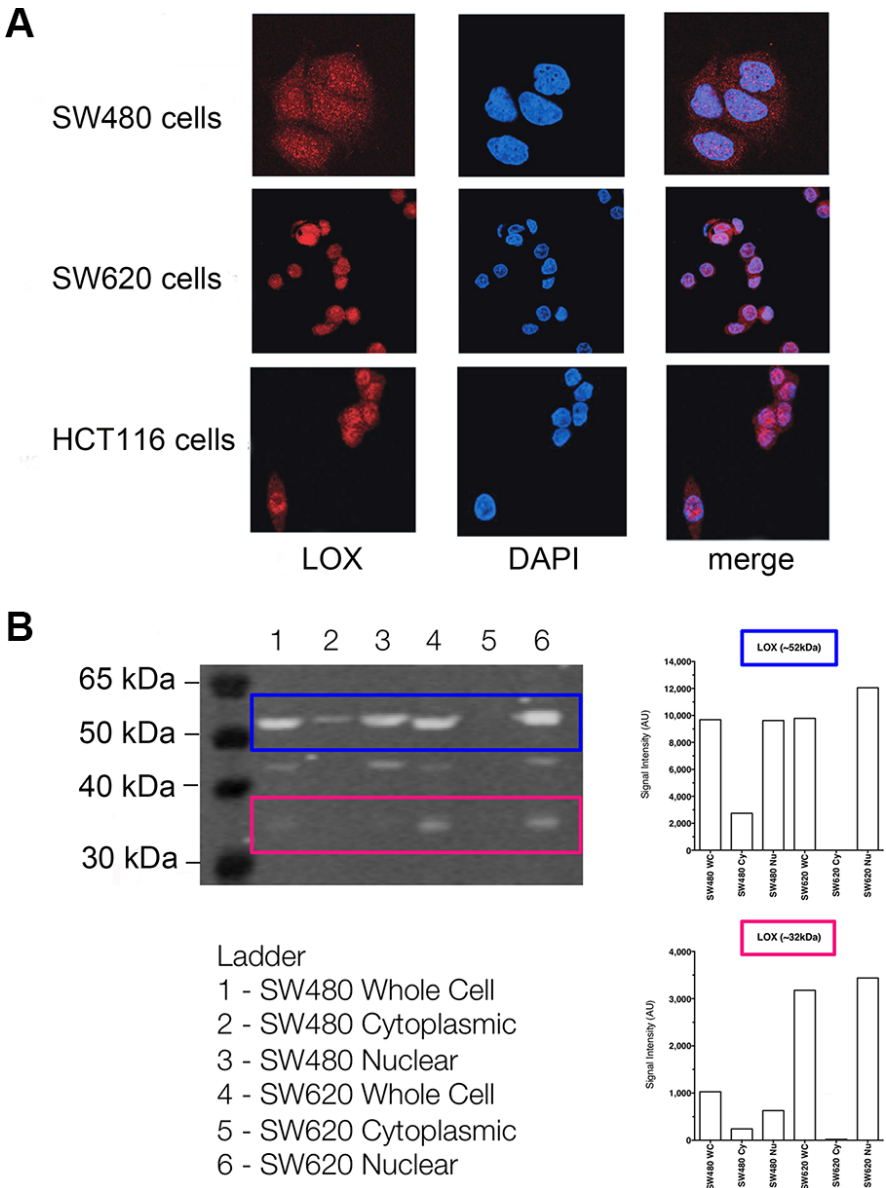 A
SW480 cells
SW620 cells
HCT116 cells
LOX DAPI merge
B
1 2 3 4 5 6
65 kDa
50 kDa
40 kDa
30 kDa
Ladder
1 - SW480 Whole Cell
2 - SW480 Cytoplasmic
3 - SW480 Nuclear
4 - SW620 Whole Cell
5 - SW620 Cytoplasmic
6 - SW620 Nuclear
LOX (~52kDa)
Signal Intensity (AU)
14,000
12,000
10,000
8,000
6,000
4,000
2,000
0
SW480 WC
SW480 Cy
SW480 Nu
SW620 WC
SW620 Cy
SW620 Nu
LOX (~32kDa)
Signal Intensity (AU)
4,000
3,000
2,000
1,000
0
SW480 WC
SW480 Cy
SW480 Nu
SW620 WC
SW620 Cy
SW620 Nu